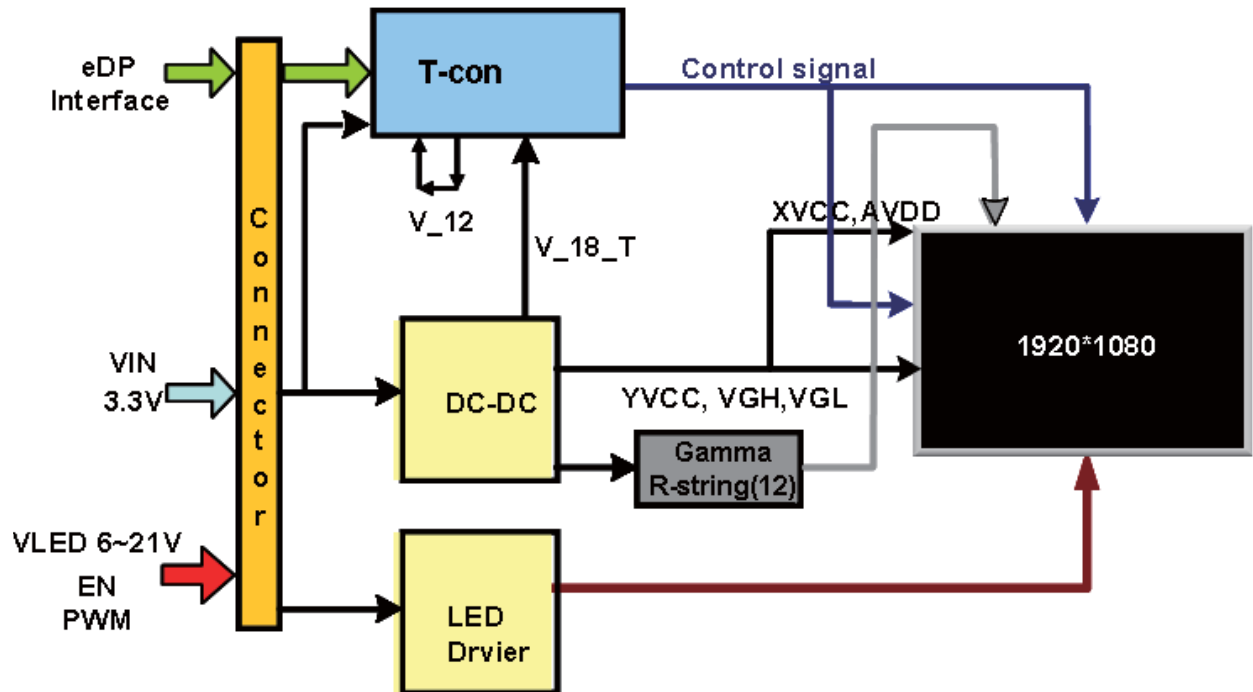 eDP
Interface
T-con
Control signal
V_12
V_18_T
XVCC, AVDD
Connector
VIN
3.3V
DC-DC
YVCC, VGH,VGL
1920*1080
Gamma
R-string(12)
VLED 6~21V
EN
PWM
LED
Drvier